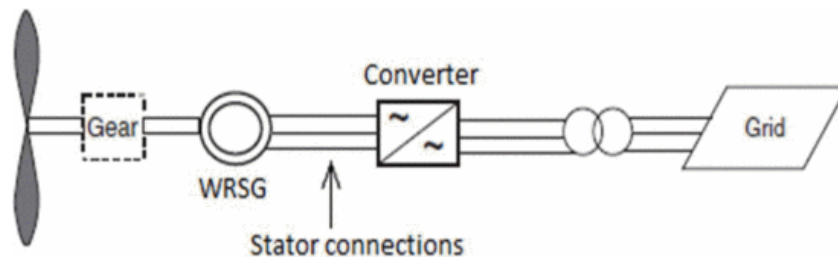 Converter
Gear
~
~
Grid
WRSG
Stator connections